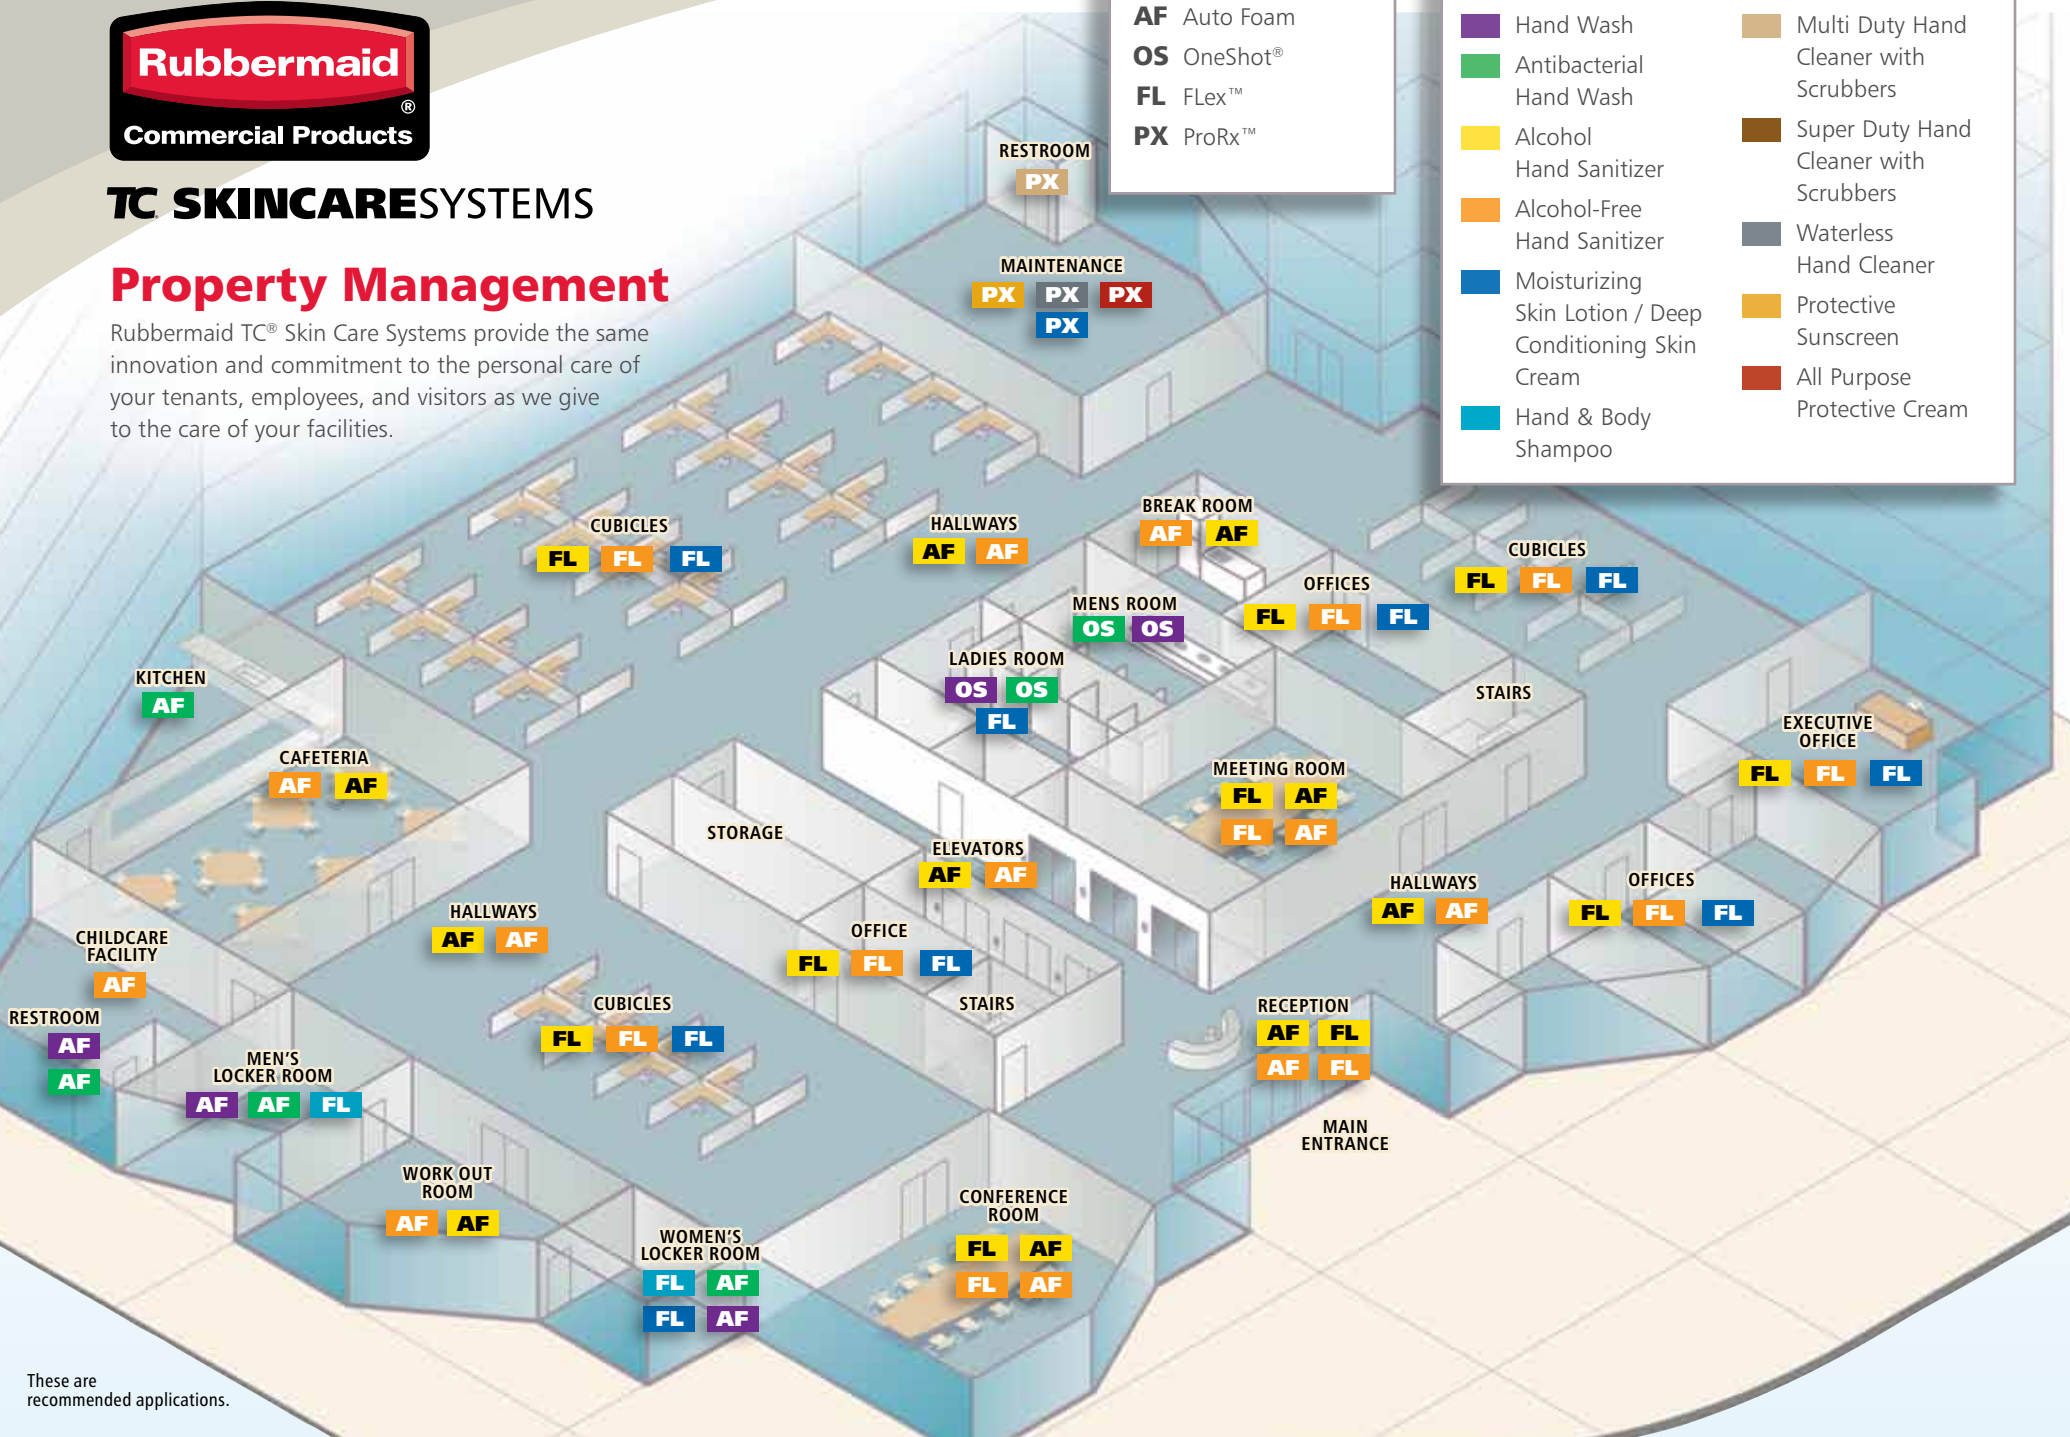 Rubbermaid
®
Commercial Products
TC SKINCARESYSTEMS
Property Management
Rubbermaid TC® Skin Care Systems provide the same
innovation and commitment to the personal care of
your tenants, employees, and visitors as we give
to the care of your facilities.
AF Auto Foam
OS OneShot®
FL FLex™
PX ProRx™
Hand Wash
Antibacterial
Hand Wash
Alcohol
Hand Sanitizer
Alcohol-Free
Hand Sanitizer
Moisturizing
Skin Lotion / Deep
Conditioning Skin
Cream
Hand & Body
Shampoo
Multi Duty Hand
Cleaner with
Scrubbers
Super Duty Hand
Cleaner with
Scrubbers
Waterless
Hand Cleaner
Protective
Sunscreen
All Purpose
Protective Cream
RESTROOM
PX
MAINTENANCE
PX PX PX
PX
CUBICLES
FL FL FL
HALLWAYS
AF AF
BREAK ROOM
AF AF
CUBICLES
FL FL FL
OFFICES
FL FL FL
MENS ROOM
OS OS
LADIES ROOM
OS OS
FL
STAIRS
KITCHEN
AF
EXECUTIVE
OFFICE
FL FL FL
CAFETERIA
AF AF
MEETING ROOM
FL AF
FL AF
STORAGE
ELEVATORS
AF AF
HALLWAYS
AF AF
OFFICES
FL FL FL
HALLWAYS
AF AF
OFFICE
FL FL FL
CHILDCARE
FACILITY
AF
CUBICLES
FL FL FL
STAIRS
RECEPTION
AF FL
AF FL
RESTROOM
AF
AF
MEN'S
LOCKER ROOM
AF AF FL
MAIN
ENTRANCE
WORK OUT
ROOM
AF AF
CONFERENCE
ROOM
FL AF
FL AF
WOMEN'S
LOCKER ROOM
FL AF
FL AF
These are
recommended applications.